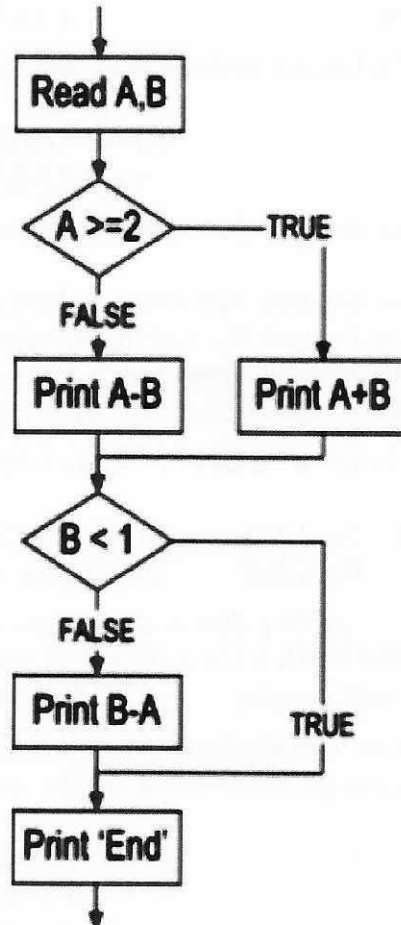 Read A,B
A >=2
TRUE
FALSE
Print A-B
Print A+B
B < 1
FALSE
Print B-A
TRUE
Print 'End'